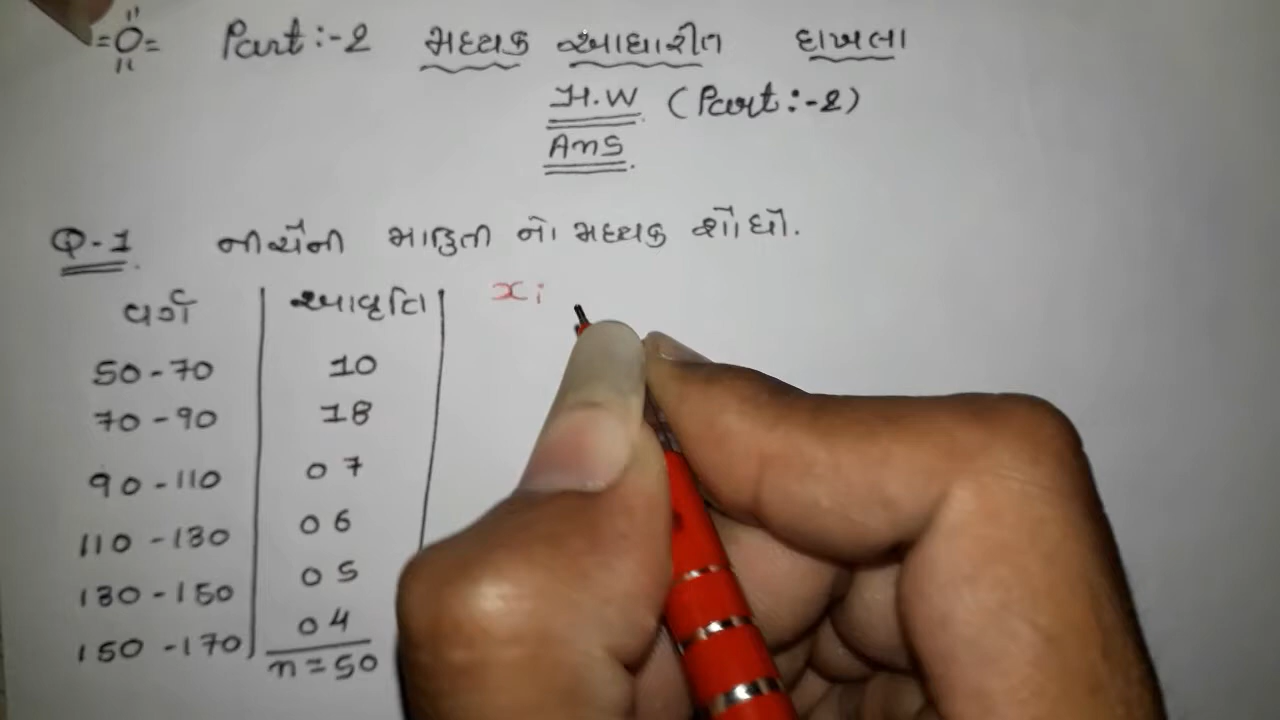 =0= Part:-2 મધ્યક આધારીત દાખલા
H.W (Part:-2)
Ans
Q-1 નીચેની માહિતી નો મધ્યક શોધો.
વર્ગ આવૃતિ xi
50-70 10
70-90 18
90-110 07
110-130 06
130-150 05
150-170 04
n=50